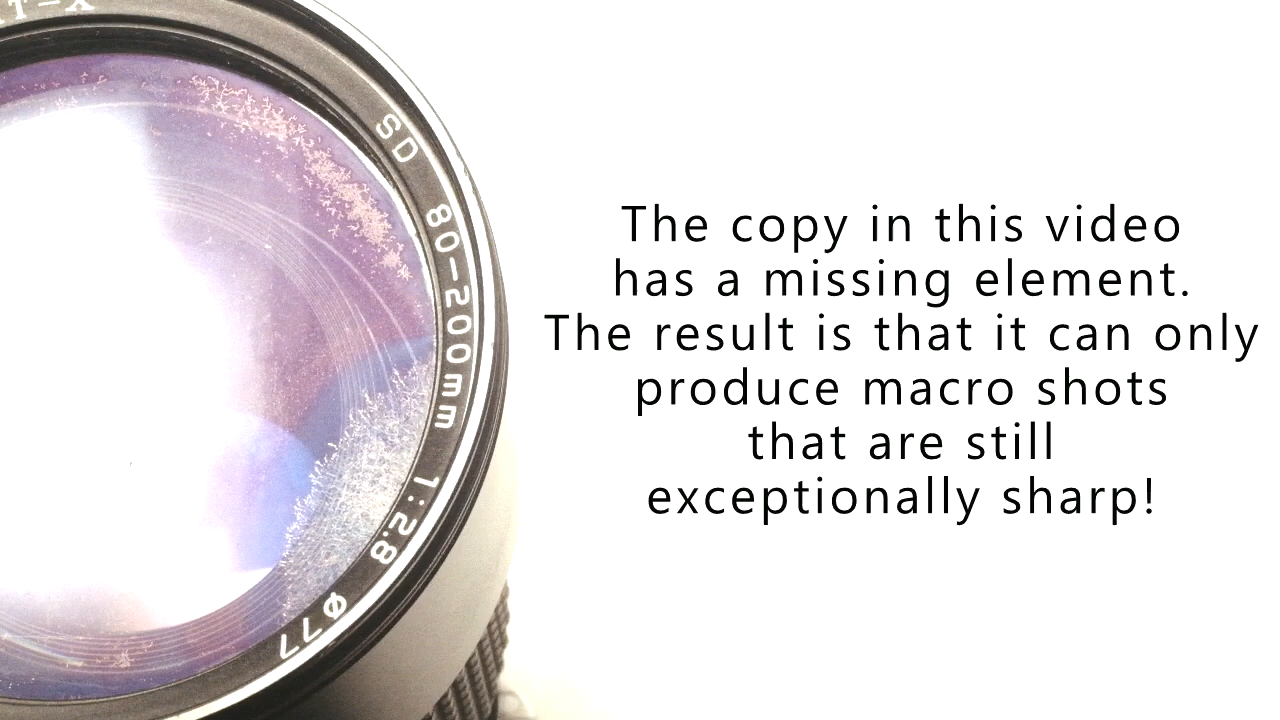 T-X
SD 80-200mm 1:2.8 Ø77
The copy in this video
has a missing element.
The result is that it can only
produce macro shots
that are still
exceptionally sharp!